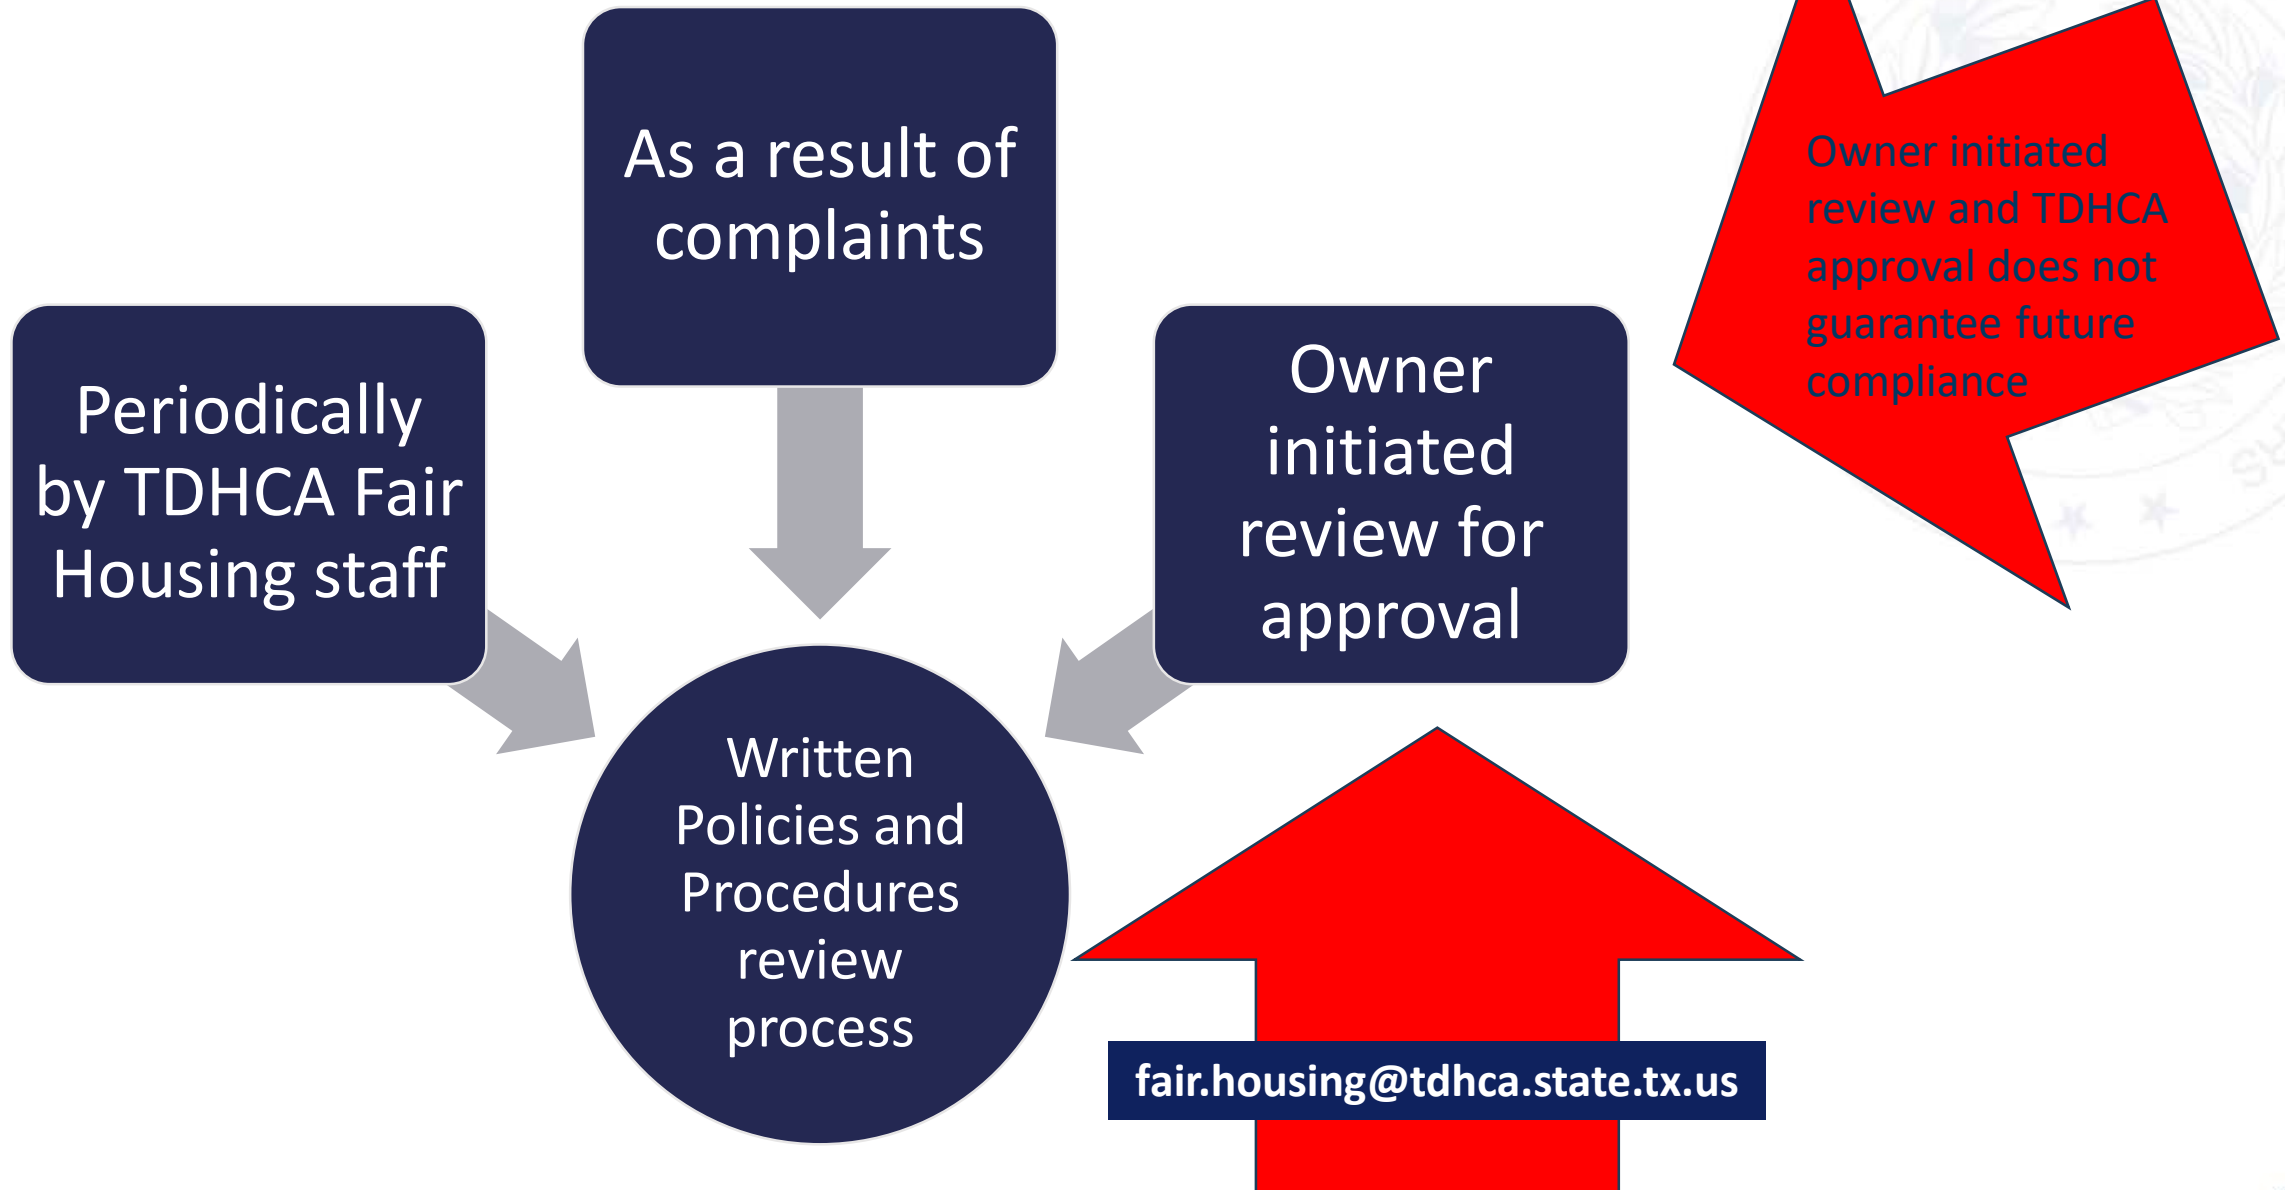 As a result of
complaints
Owner initiated
review and TDHCA
approval does not
guarantee future
compliance
Periodically
by TDHCA Fair
Housing staff
Owner
initiated
review for
approval
Written
Policies and
Procedures
review
process
fair.housing@tdhca.state.tx.us